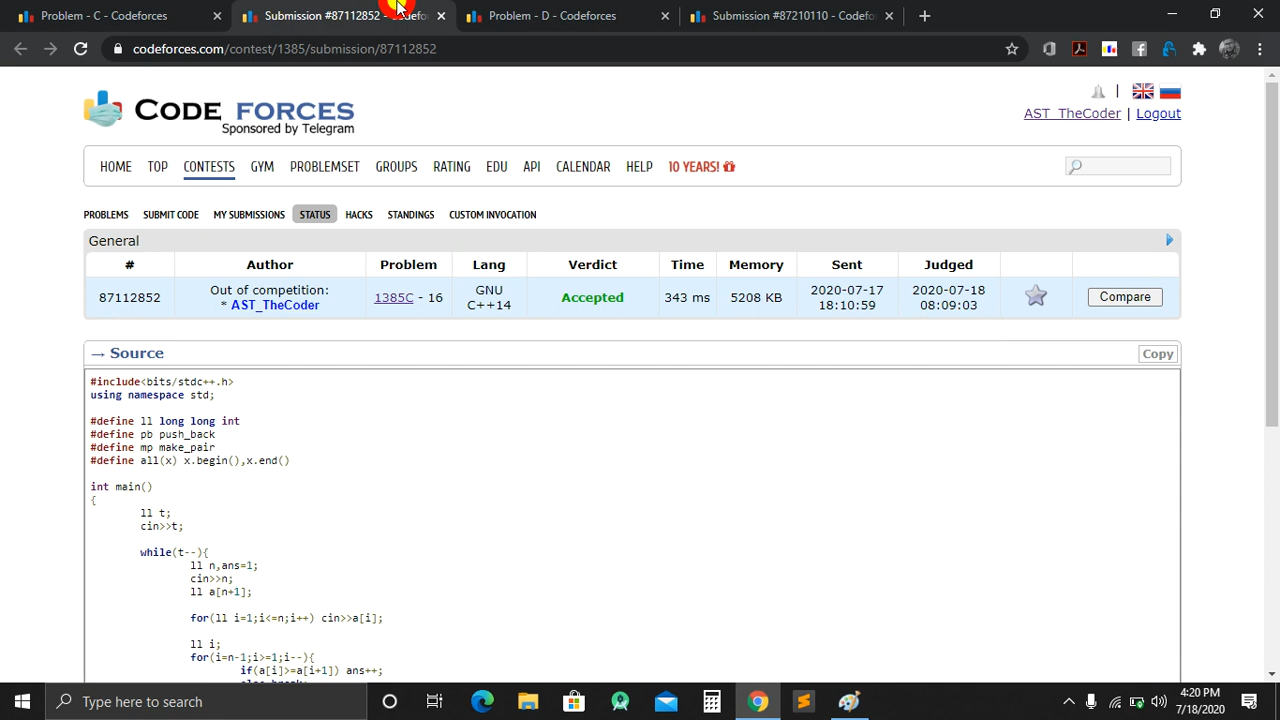 Problem - C - Codeforces
Submission #87112852 - Codefo
Problem - D - Codeforces
Submission #87210110 - Codefo
codeforces.com/contest/1385/submission/87112852
CODE FORCES
Sponsored by Telegram
AST_TheCoder | Logout
HOME TOP CONTESTS GYM PROBLEMSET GROUPS RATING EDU API CALENDAR HELP 10 YEARS!
PROBLEMS SUBMIT CODE MY SUBMISSIONS STATUS HACKS STANDINGS CUSTOM INVOCATION
General
# Author Problem Lang Verdict Time Memory Sent Judged
87112852 Out of competition: * AST_TheCoder 1385C - 16 GNU C++14 Accepted 343 ms 5208 KB 2020-07-17 18:10:59 2020-07-18 08:09:03 Compare
→ Source Copy
#include<bits/stdc++.h>
using namespace std;
#define ll long long int
#define pb push_back
#define mp make_pair
#define all(x) x.begin(),x.end()
int main()
{
ll t;
cin>>t;
while(t--){
ll n,ans=1;
cin>>n;
ll a[n+1];
for(ll i=1;i<=n;i++) cin>>a[i];
ll i;
for(i=n-1;i>=1;i--){
if(a[i]>=a[i+1]) ans++;
else break;
Type here to search
4:20 PM
7/18/2020